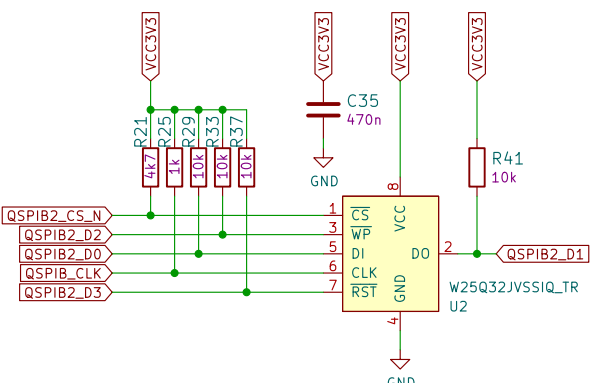 VCC3V3
VCC3V3
VCC3V3
VCC3V3
R21
R25
R29
R33
R37
4k7
1k
10k
10k
10k
C35
470n
GND
R41
10k
QSPIB2_CS_N
QSPIB2_D2
QSPIB2_D0
QSPIB_CLK
QSPIB2_D3
1
3
5
6
7
8
CS
WP
DI
CLK
RST
VCC
DO
GND
2
4
QSPIB2_D1
W25Q32JVSSIQ_TR
U2
GND